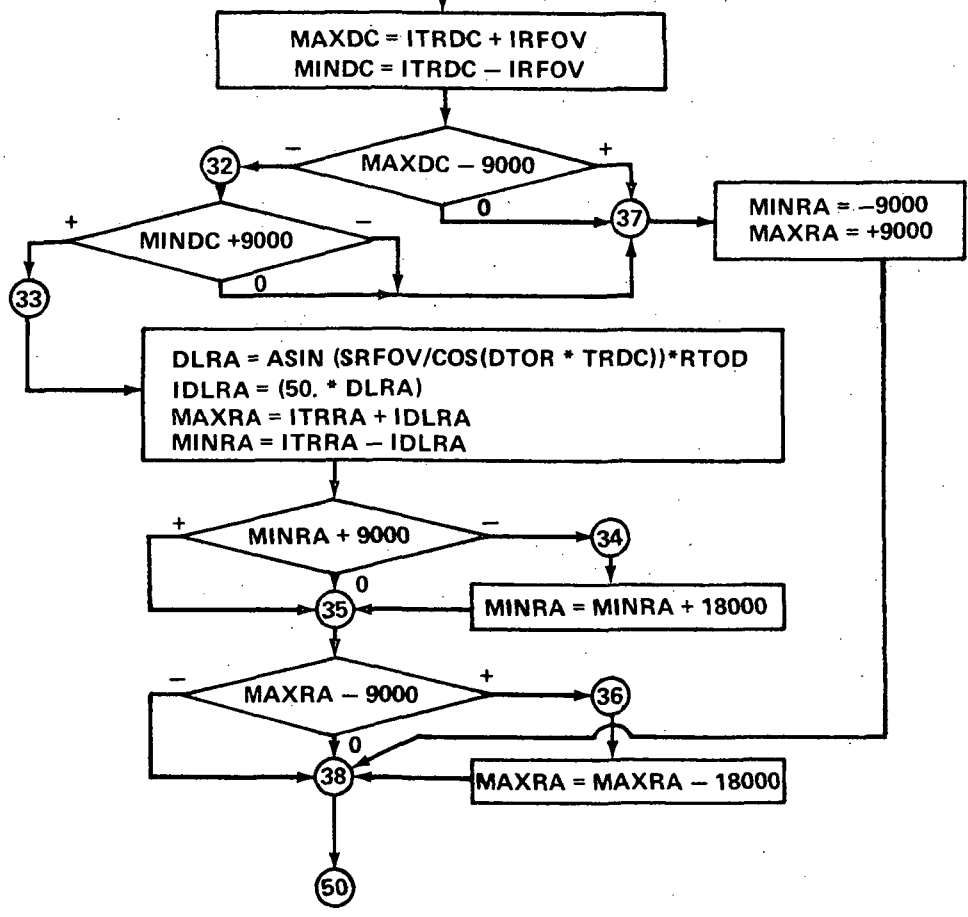 MAXDC = ITRDC + IRFOV
MINDC = ITRDC − IRFOV
−
MAXDC − 9000
+
32
0
37
MINRA = −9000
MAXRA = +9000
+
MINDC +9000
−
0
33
DLRA = ASIN (SRFOV/COS(DTOR * TRDC))*RTOD
IDLRA = (50. * DLRA)
MAXRA = ITRRA + IDLRA
MINRA = ITRRA − IDLRA
+
MINRA + 9000
−
34
0
35
MINRA = MINRA + 18000
−
MAXRA − 9000
+
36
0
38
MAXRA = MAXRA − 18000
50